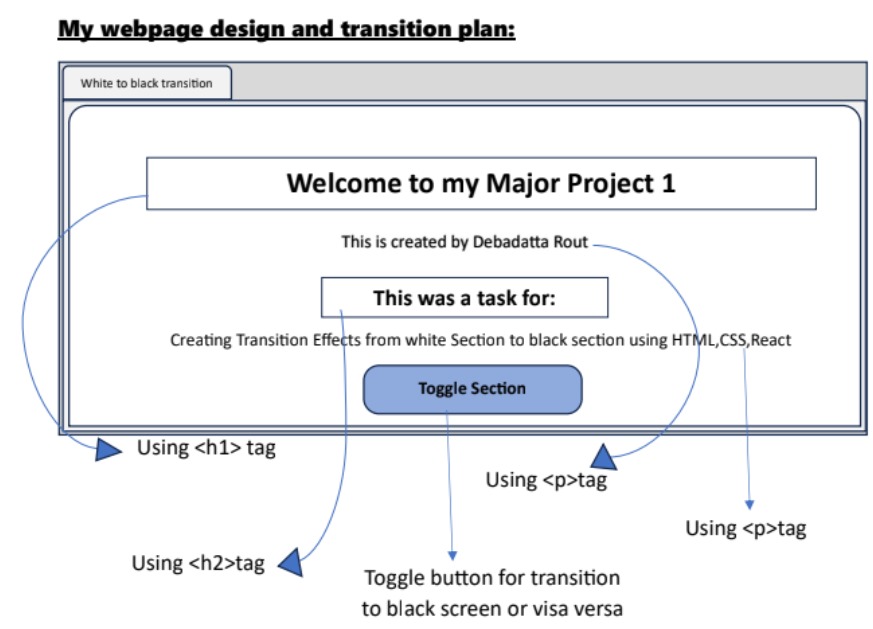 My webpage design and transition plan:
White to black transition
Welcome to my Major Project 1
This is created by Debadatta Rout
This was a task for:
Creating Transition Effects from white Section to black section using HTML,CSS,React
Toggle Section
Using <h1> tag
Using <p>tag
Using <p>tag
Using <h2>tag
Toggle button for transition
to black screen or visa versa